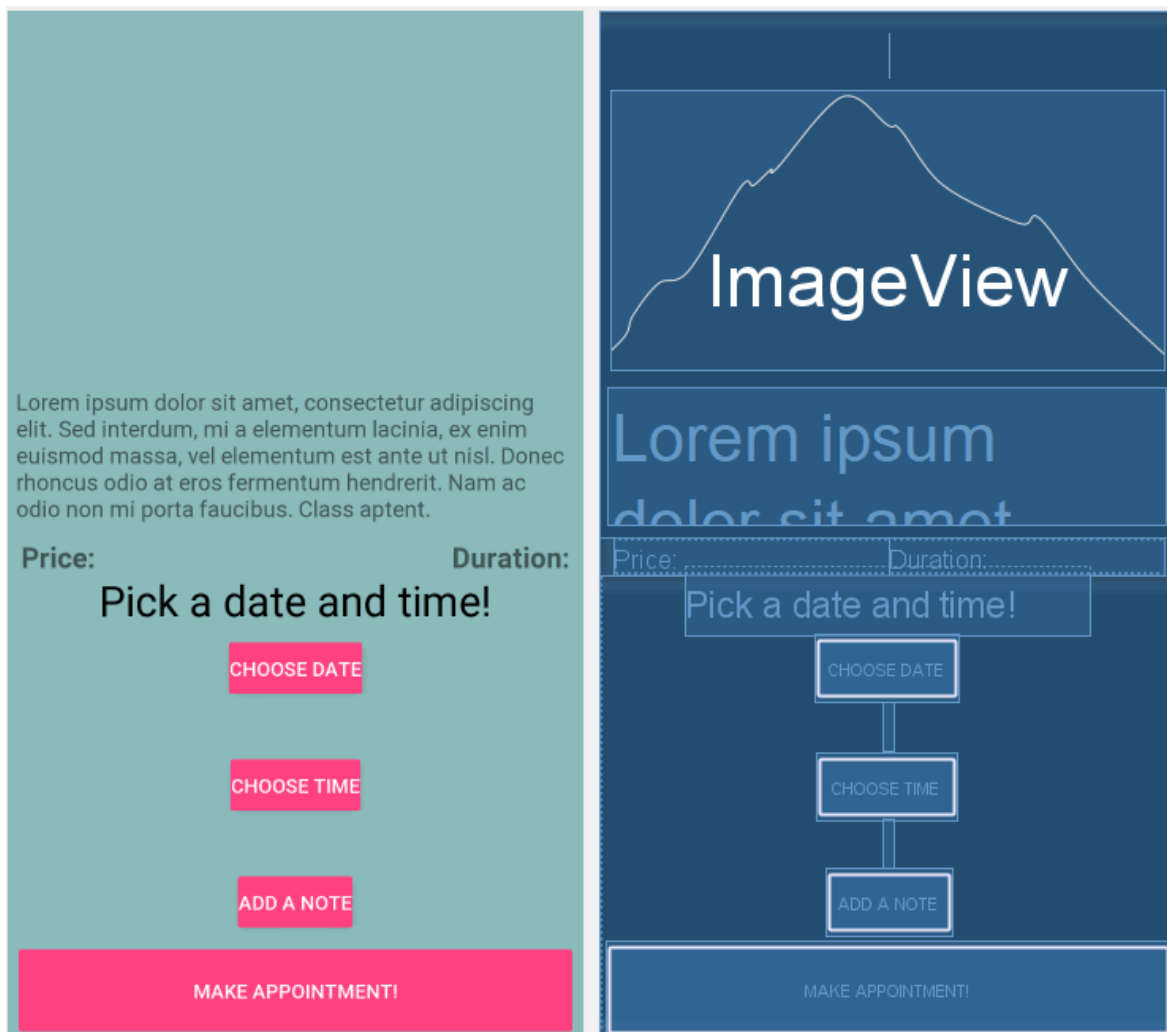 Lorem ipsum dolor sit amet, consectetur adipiscing
elit. Sed interdum, mi a elementum lacinia, ex enim
euismod massa, vel elementum est ante ut nisl. Donec
rhoncus odio at eros fermentum hendrerit. Nam ac
odio non mi porta faucibus. Class aptent.
Price: Duration:
Pick a date and time!
CHOOSE DATE
CHOOSE TIME
ADD A NOTE
MAKE APPOINTMENT!
ImageView
Lorem ipsum
dolor sit amet
Price: Duration:
Pick a date and time!
CHOOSE DATE
CHOOSE TIME
ADD A NOTE
MAKE APPOINTMENT!